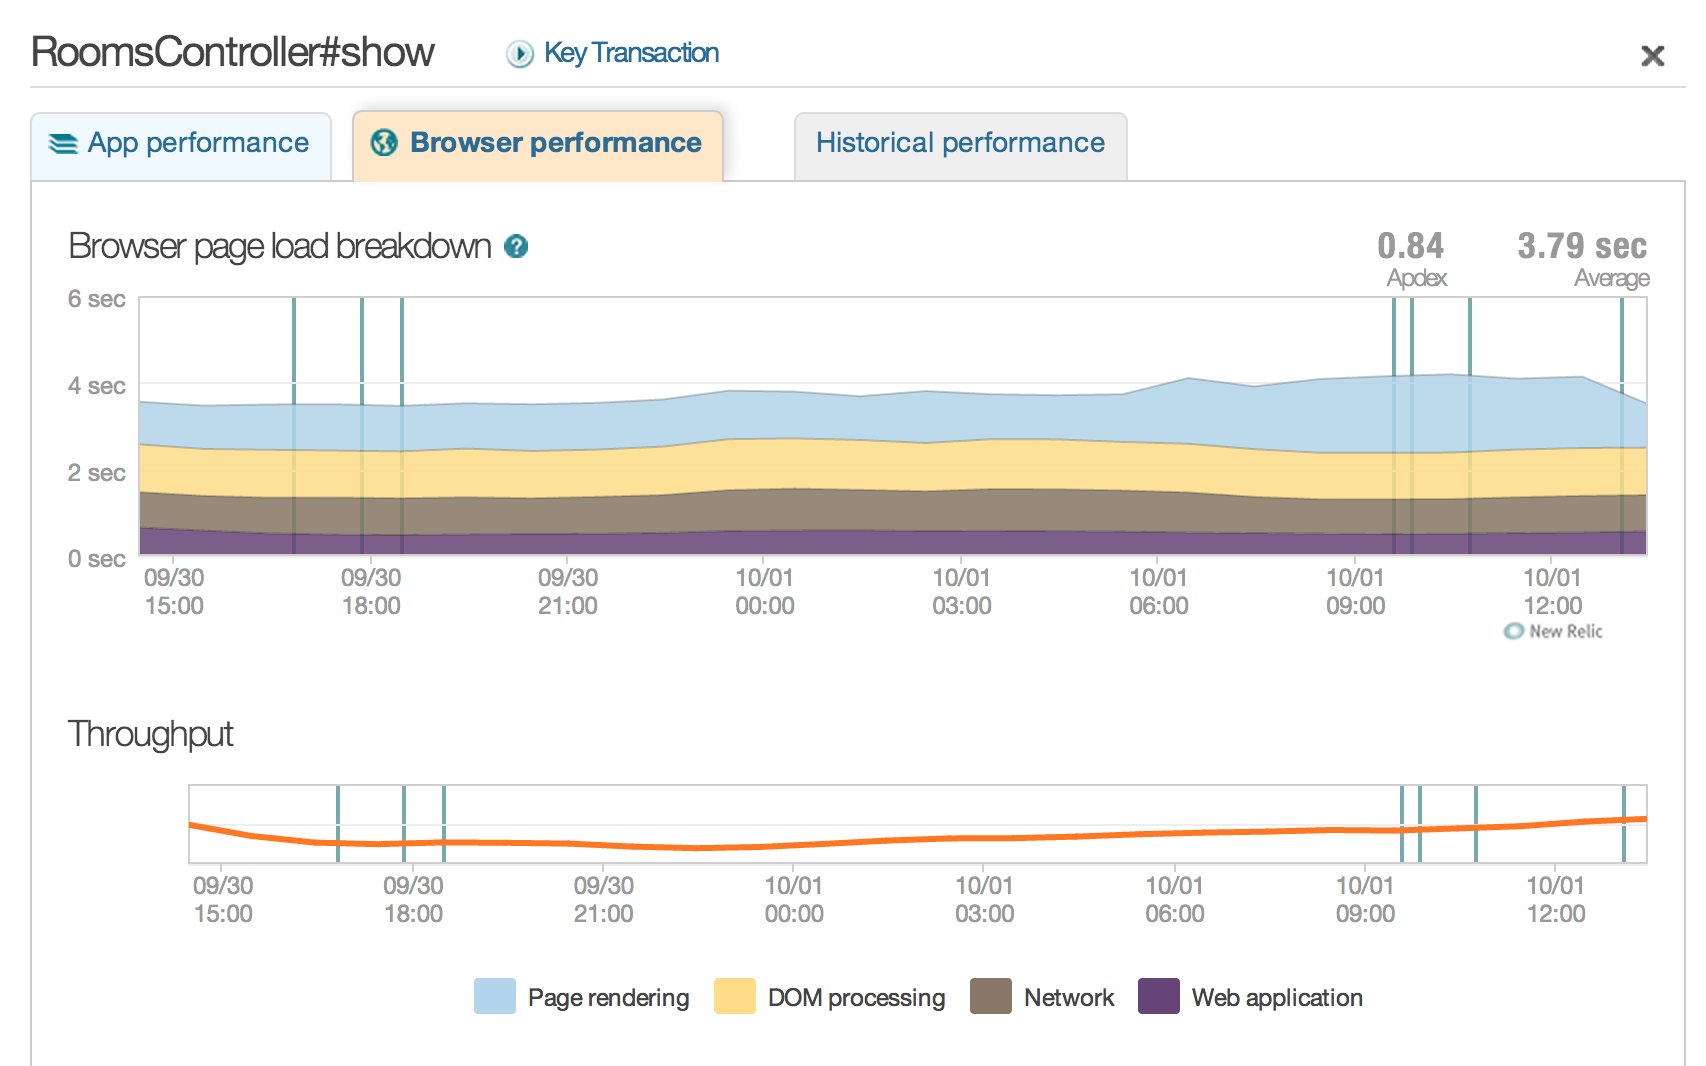 RoomsController#show
Key Transaction
App performance
Browser performance
Historical performance
Browser page load breakdown ?
0.84
Apdex
3.79 sec
Average
6 sec
4 sec
2 sec
0 sec
09/30 09/30 09/30 10/01 10/01 10/01 10/01 10/01
15:00 18:00 21:00 00:00 03:00 06:00 09:00 12:00
New Relic
Throughput
09/30 09/30 09/30 10/01 10/01 10/01 10/01 10/01
15:00 18:00 21:00 00:00 03:00 06:00 09:00 12:00
Page rendering DOM processing Network Web application